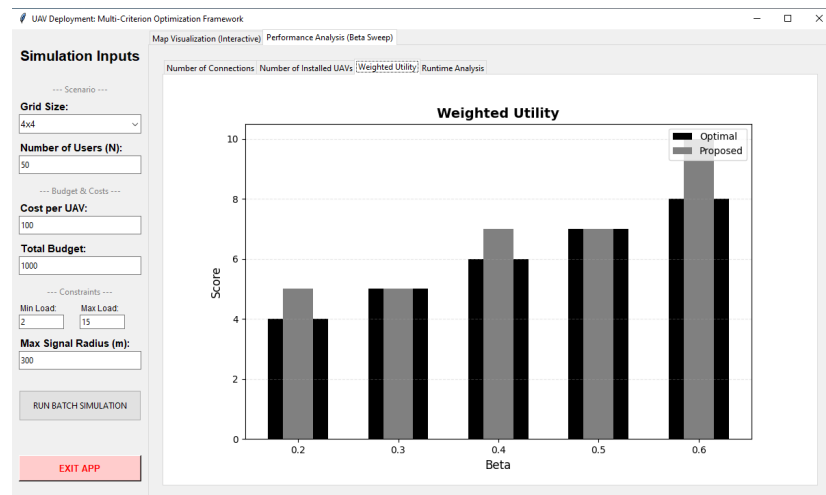 UAV Deployment: Multi-Criterion Optimization Framework
Simulation Inputs
--- Scenario ---
Grid Size:
4x4
Number of Users (N):
50
--- Budget & Costs ---
Cost per UAV:
100
Total Budget:
1000
--- Constraints ---
Min Load: Max Load:
2 15
Max Signal Radius (m):
300
RUN BATCH SIMULATION
EXIT APP
Map Visualization (Interactive) Performance Analysis (Beta Sweep)
Number of Connections Number of Installed UAVs Weighted Utility Runtime Analysis
Weighted Utility
Optimal
Proposed
10
8
6
4
2
0
Score
0.2 0.3 0.4 0.5 0.6
Beta